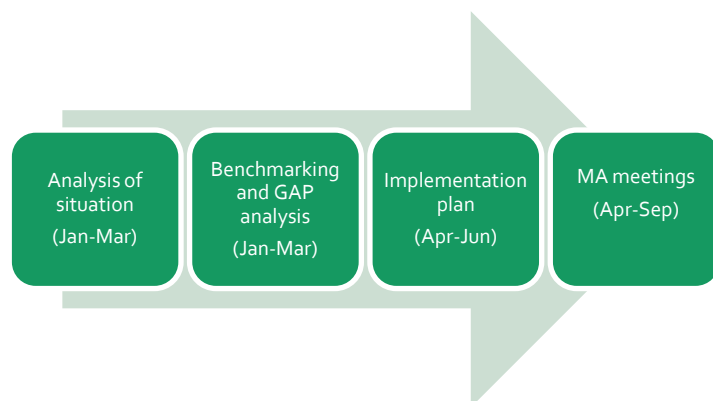 Analysis of
situation
(Jan-Mar)
Benchmarking
and GAP
analysis
(Jan-Mar)
Implementation
plan
(Apr-Jun)
MA meetings
(Apr-Sep)